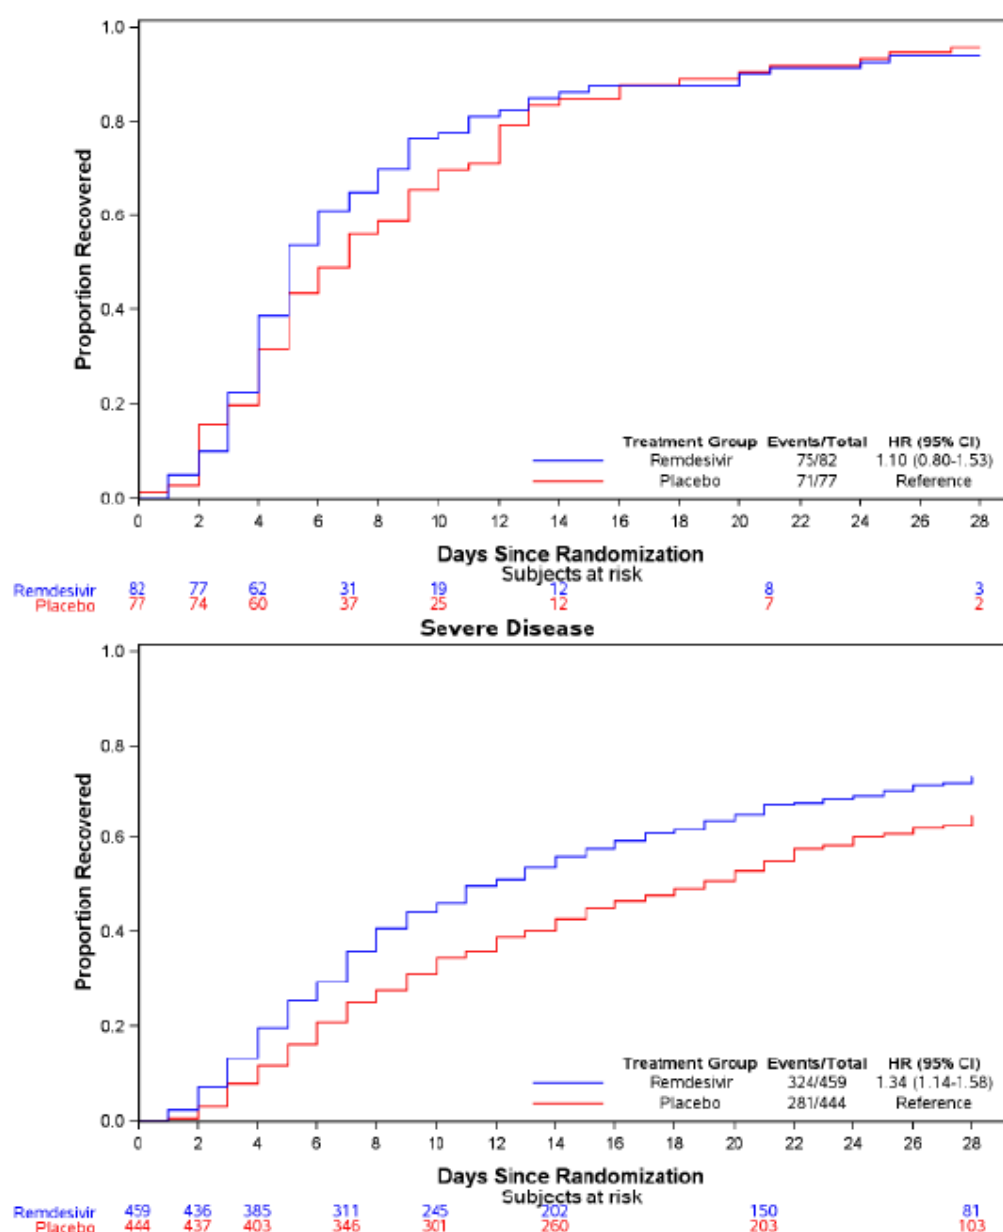 1.0
0.8
0.6
0.4
0.2
0.0
Proportion Recovered
Treatment Group Events/Total HR (95% CI)
Remdesivir 75/82 1.10 (0.80-1.53)
Placebo 71/77 Reference
0 2 4 6 8 10 12 14 16 18 20 22 24 26 28
Days Since Randomization
Subjects at risk
Remdesivir 82 77 62 31 19 12 8 3
Placebo 77 74 60 37 25 12 7 2
Severe Disease
1.0
0.8
0.6
0.4
0.2
0.0
Proportion Recovered
Treatment Group Events/Total HR (95% CI)
Remdesivir 324/459 1.34 (1.14-1.58)
Placebo 281/444 Reference
0 2 4 6 8 10 12 14 16 18 20 22 24 26 28
Days Since Randomization
Subjects at risk
Remdesivir 459 436 385 311 245 202 150 81
Placebo 444 437 403 346 301 260 203 103